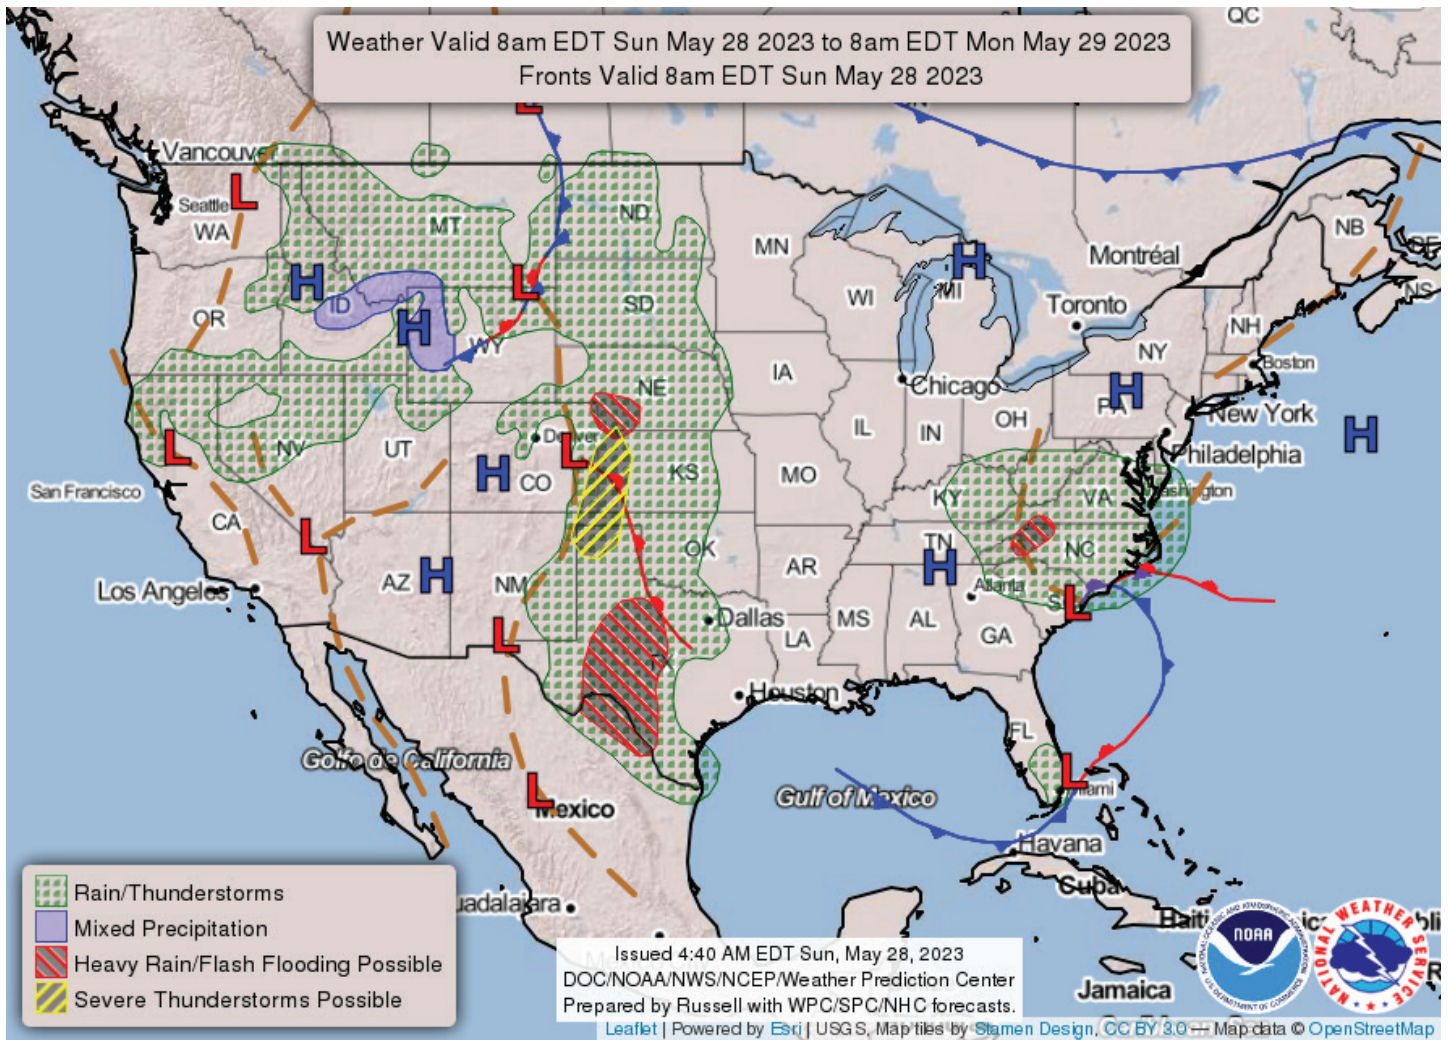 QC
Weather Valid 8am EDT Sun May 28 2023 to 8am EDT Mon May 29 2023
Fronts Valid 8am EDT Sun May 28 2023
L
Vancouver
L
Seattle
WA
MT
ND
MN
NB
Montréal
H
H
MI
NS
L
ID
OR
SD
WI
Toronto
NH
H
WY
NY
Boston
IA
Chicago
NE
H
PA
New York
H
OH
IL
IN
L
NV
UT
Denver
L
Philadelphia
H
CO
KS
MO
KY
VA
San Francisco
CA
L
OK
TN
NC
AZ
H
NM
AR
H
Atlanta
Los Angeles
L
MS
AL
GA
Dallas
L
LA
TX
Houston
FL
Golfo de California
L
Miami
L
Mexico
Gulf of Mexico
Havana
Cuba
Rain/Thunderstorms
Mixed Precipitation
Heavy Rain/Flash Flooding Possible
Severe Thunderstorms Possible
uadalajara
Haiti
NOAA
NATIONAL WEATHER SERVICE
Jamaica
Issued 4:40 AM EDT Sun, May 28, 2023
DOC/NOAA/NWS/NCEP/Weather Prediction Center
Prepared by Russell with WPC/SPC/NHC forecasts.
Leaflet | Powered by Esri | USGS, Map tiles by Stamen Design, CC BY 3.0 — Map data © OpenStreetMap